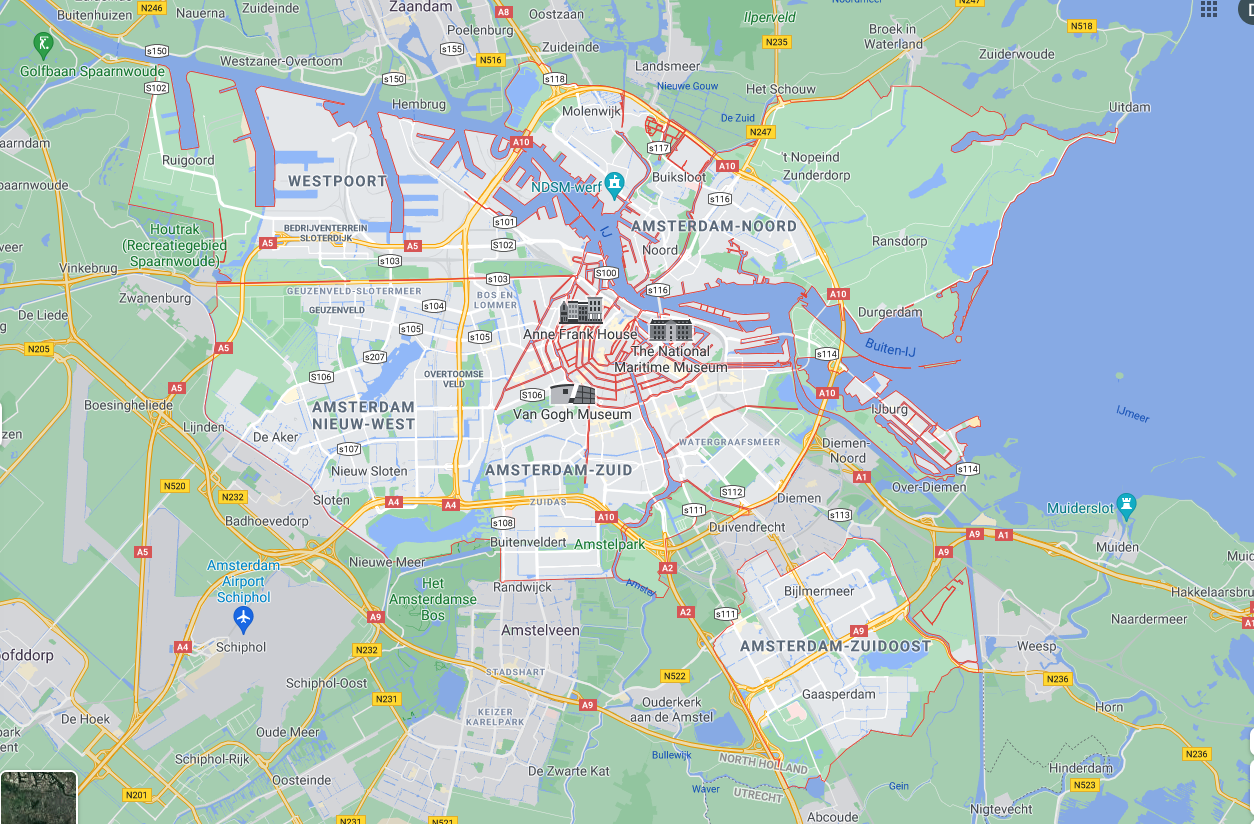 N246
Nauerna
Zuideinde
Buitenhuizen
Zaandam
A8
Oostzaan
Ilperveld
N247
Noordmeer
N518
Poelenburg
Broek in
Waterland
s150
s155
Zuideinde
N235
Zuiderwoude
Golfbaan Spaarnwoude
Westzaner-Overtoom
N516
Landsmeer
s150
s118
S102
Nieuwe Gouw
Het Schouw
Hembrug
Molenwijk
De Zuid
Uitdam
aarndam
N247
A10
s117
Ruigoord
A10
't Nopeind
Zunderdorp
WESTPOORT
NDSM-werf
Buiksloot
paarnwoude
s116
s101
AMSTERDAM-NOORD
Houtrak
(Recreatiegebied
Spaarnwoude)
BEDRIJVENTERREIN
SLOTERDIJK
IJ
A5
A5
S102
Ransdorp
veer
Noord
s103
Vinkebrug
S100
s103
Zwanenburg
GEUZENVELD-SLOTERMEER
BOS EN
LOMMER
s116
A10
GEUZENVELD
s104
De Liede
Durgerdam
s105
s105
Anne Frank House
N205
A5
s207
The National
Maritime Museum
s114
Buiten-IJ
S106
OVERTOOMSE
VELD
A5
S106
A10
Boesingheliede
AMSTERDAM
NIEUW-WEST
Van Gogh Museum
IJburg
IJmeer
Lijnden
De Aker
zen
s107
WATERGRAAFSMEER
Diemen-
Noord
Nieuw Sloten
AMSTERDAM-ZUID
s114
A1
N520
Over-Diemen
N232
Sloten
A4
A4
ZUIDAS
S112
Diemen
Muiderslot
s111
Badhoevedorp
s108
A10
Duivendrecht
s113
A9
A1
A5
Buitenveldert
Amstelpark
A9
Muiden
Nieuwe Meer
Amsterdam
Airport
Schiphol
A2
Het
Amsterdamse
Bos
Randwijck
Amstel
Bijlmermeer
Hakkelaarsbru
A9
A2
s111
Naardermeer
Amstelveen
A9
A4
Schiphol
N232
AMSTERDAM-ZUIDOOST
Weesp
oofddorp
STADSHART
N522
N236
Schiphol-Oost
Gaasperdam
N231
A9
Ouderkerk
aan de Amstel
Horn
De Hoek
KEIZER
KARELPARK
Oude Meer
Bullewijk
N236
Schiphol-Rijk
NORTH HOLLAND
De Zwarte Kat
Hinderdam
Oosteinde
Gein
N523
Waver
UTRECHT
N201
Nigtevecht
N231
N521
Abcoude